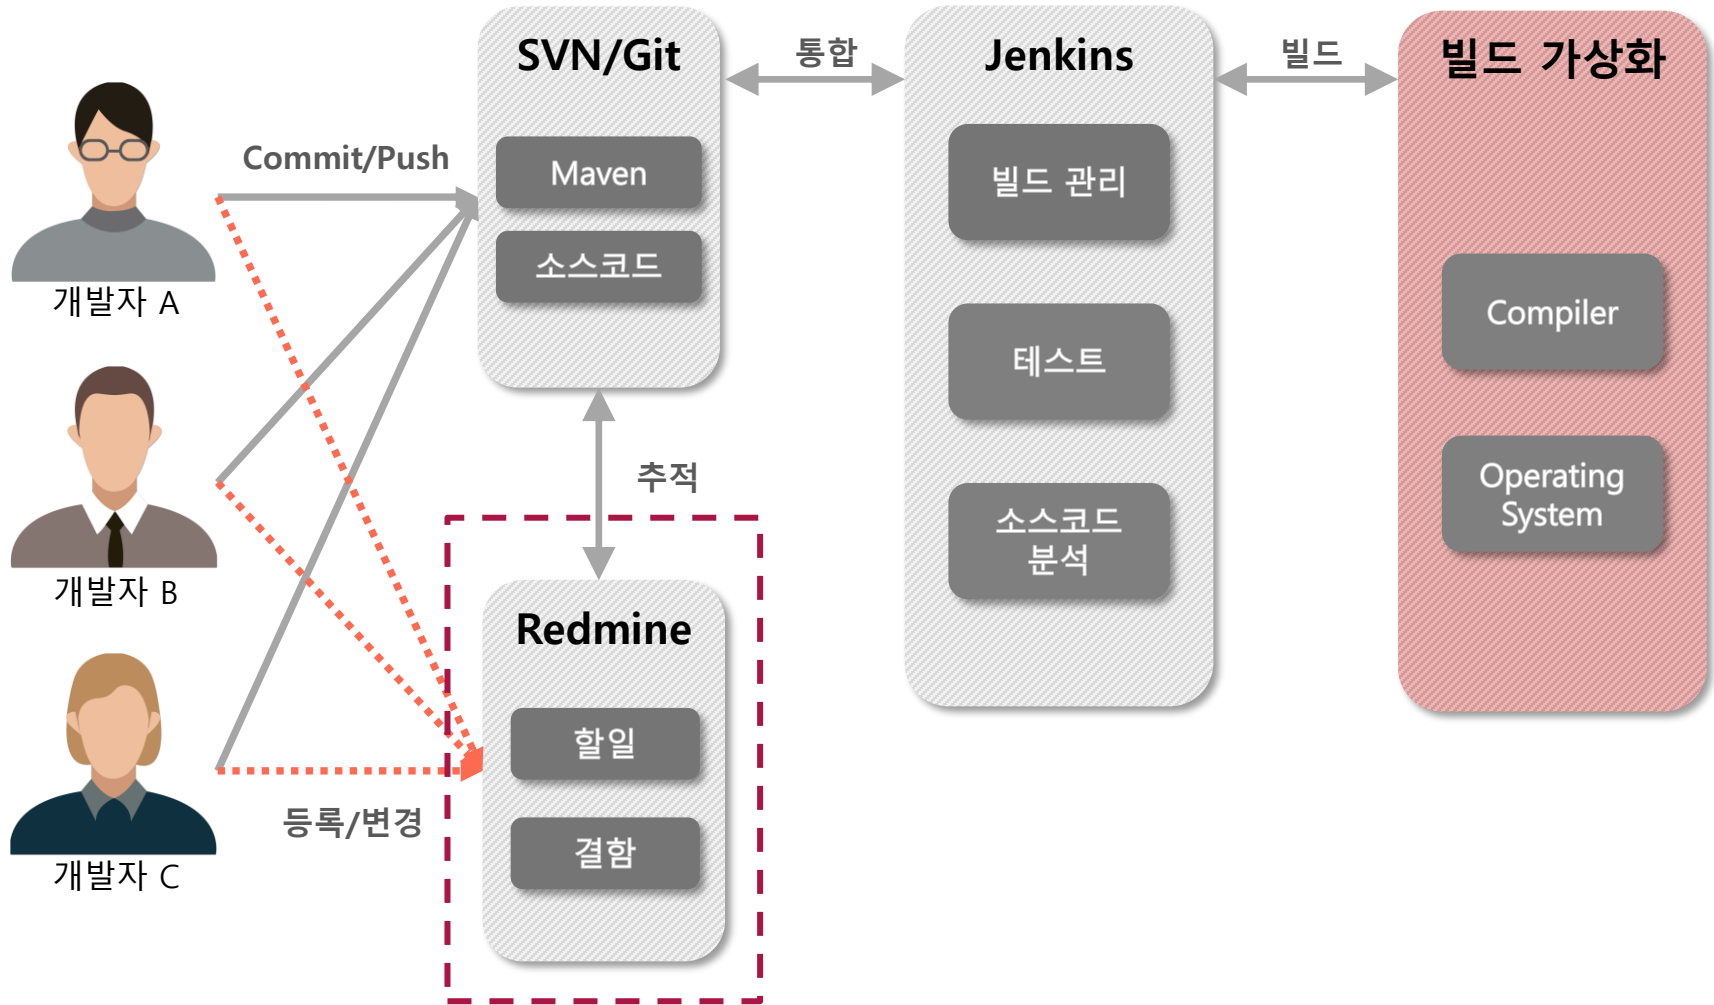 SVN/Git
통합
Jenkins
빌드
빌드 가상화
Commit/Push
Maven
빌드 관리
소스코드
개발자 A
Compiler
테스트
추적
Operating
System
소스코드
분석
개발자 B
Redmine
할일
등록/변경
결함
개발자 C